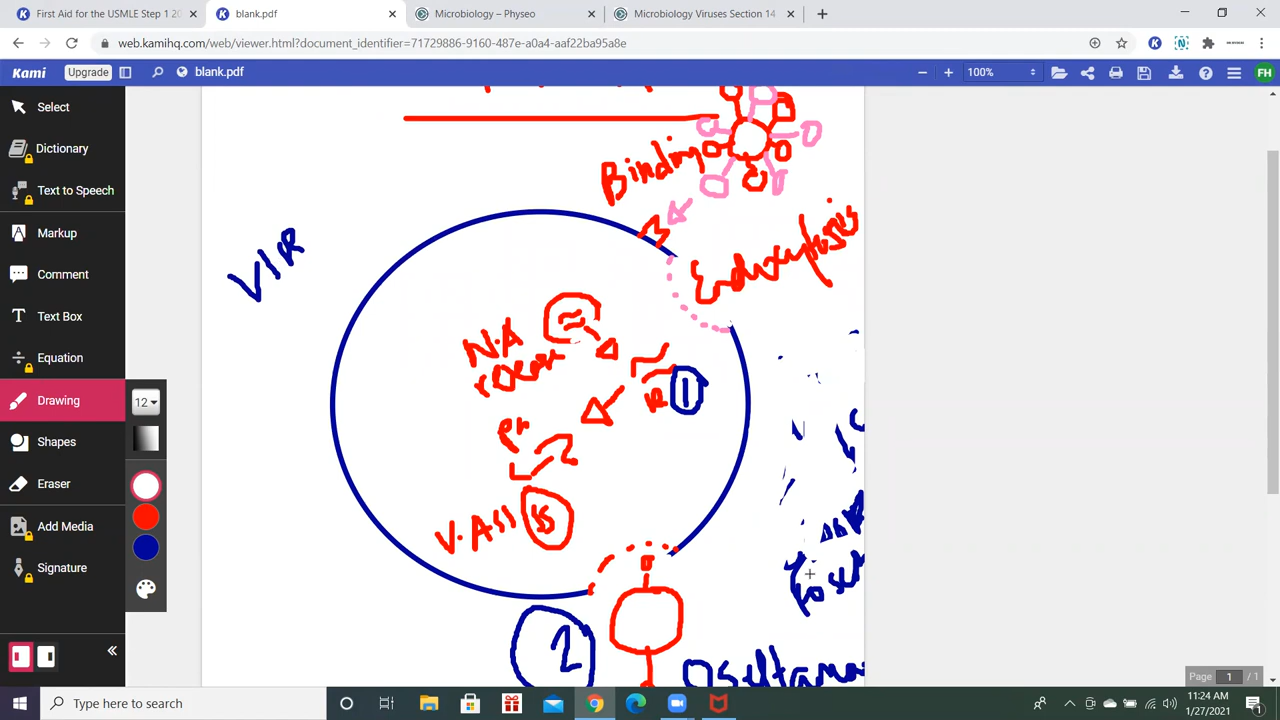 First Aid for the USMLE Step 1 20
blank.pdf
Microbiology – Physeo
Microbiology Viruses Section 14
web.kamihq.com/web/viewer.html?document_identifier=71729886-9160-487e-a0a4-aaf22ba95a8e
Kami
Upgrade
blank.pdf
100%
FH
Select
Dictionary
Text to Speech
Markup
Comment
Text Box
Equation
Drawing
Shapes
Eraser
Add Media
Signature
12
Binding
Endocytosis
VIR
N.A
R
1
V. Ass
2
Page 1 / 1
Type here to search
11:24 AM
1/27/2021